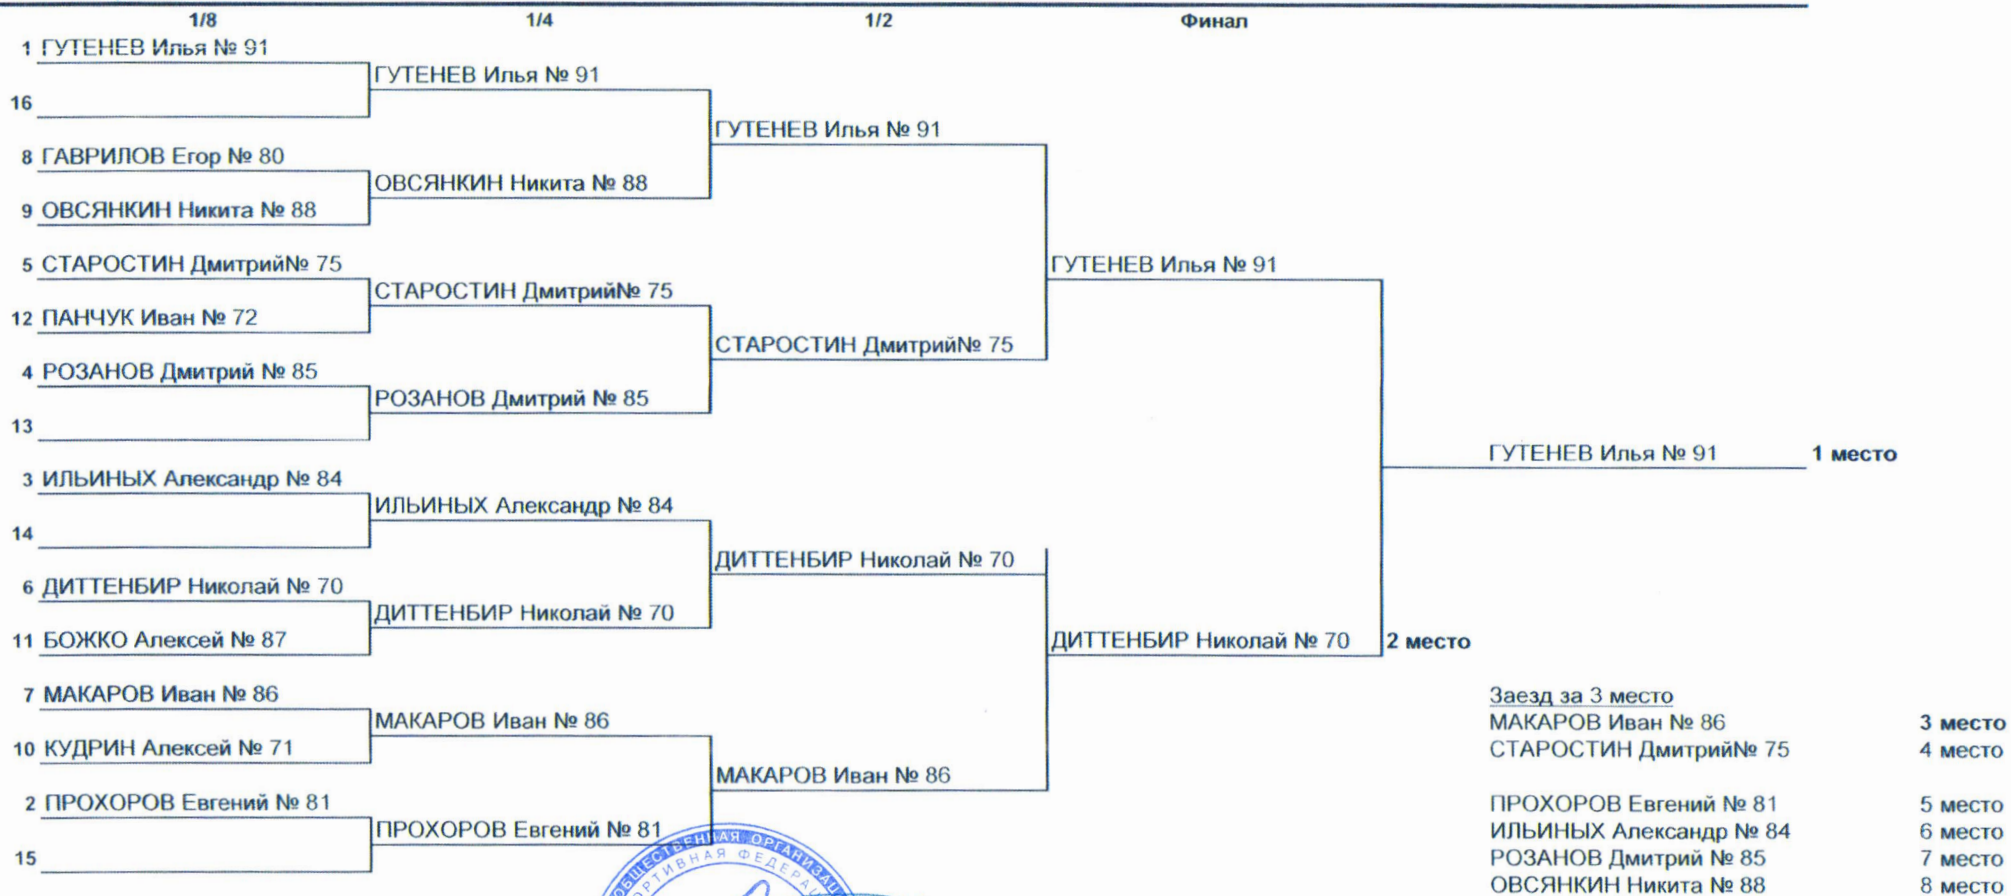 1/8 1/4 1/2 Финал
1 ГУТЕНЕВ Илья № 91
ГУТЕНЕВ Илья № 91
16
ГУТЕНЕВ Илья № 91
8 ГАВРИЛОВ Егор № 80
ОВСЯНКИН Никита № 88
9 ОВСЯНКИН Никита № 88
5 СТАРОСТИН Дмитрий№ 75
ГУТЕНЕВ Илья № 91
СТАРОСТИН Дмитрий№ 75
12 ПАНЧУК Иван № 72
СТАРОСТИН Дмитрий№ 75
4 РОЗАНОВ Дмитрий № 85
РОЗАНОВ Дмитрий № 85
13
ГУТЕНЕВ Илья № 91 1 место
3 ИЛЬИНЫХ Александр № 84
ИЛЬИНЫХ Александр № 84
14
ДИТТЕНБИР Николай № 70
6 ДИТТЕНБИР Николай № 70
ДИТТЕНБИР Николай № 70
11 БОЖКО Алексей № 87
ДИТТЕНБИР Николай № 70 2 место
7 МАКАРОВ Иван № 86
МАКАРОВ Иван № 86
10 КУДРИН Алексей № 71
МАКАРОВ Иван № 86
2 ПРОХОРОВ Евгений № 81
ПРОХОРОВ Евгений № 81
15
Заезд за 3 место
МАКАРОВ Иван № 86 3 место
СТАРОСТИН Дмитрий№ 75 4 место
ПРОХОРОВ Евгений № 81 5 место
ИЛЬИНЫХ Александр № 84 6 место
РОЗАНОВ Дмитрий № 85 7 место
ОВСЯНКИН Никита № 88 8 место